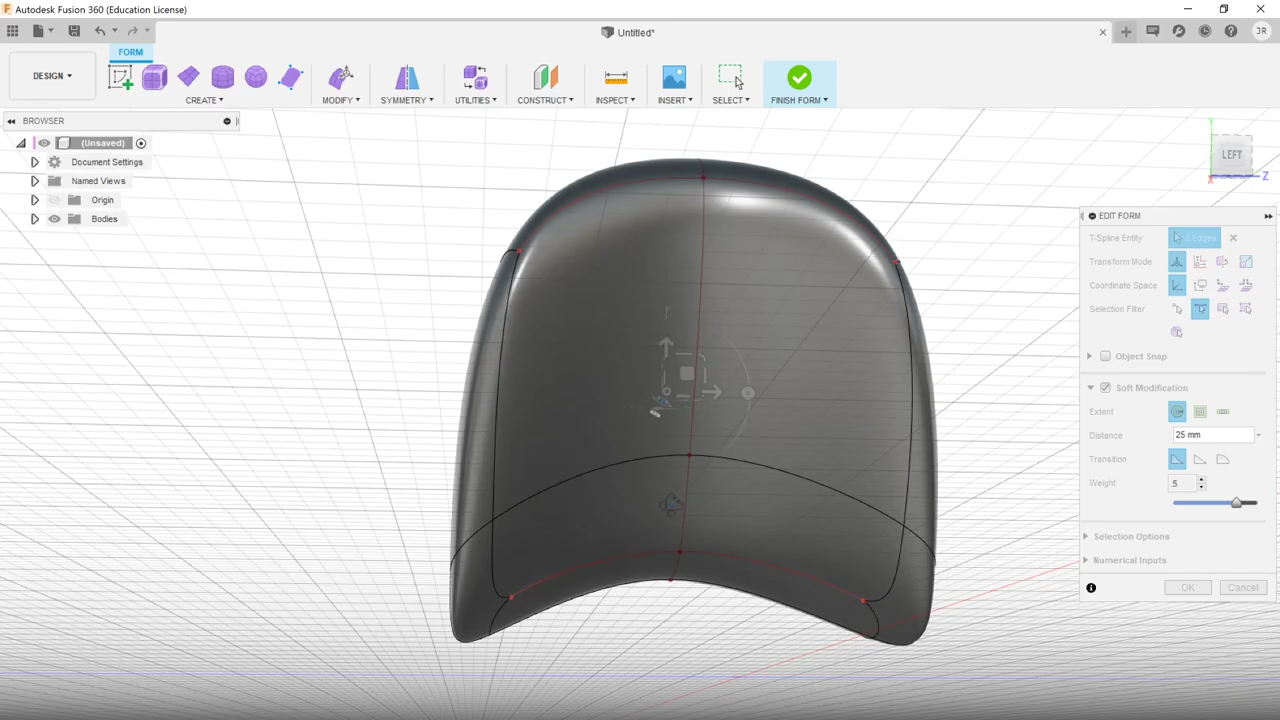 Autodesk Fusion 360 (Education License)
Untitled*
JR
FORM
DESIGN
CREATE
MODIFY
SYMMETRY
UTILITIES
CONSTRUCT
INSPECT
INSERT
SELECT
FINISH FORM
BROWSER
(Unsaved)
Document Settings
Named Views
Origin
Bodies
Y
LEFT
X
Z
EDIT FORM
T-Spline Entity
Edges
Transform Mode
Coordinate Space
Selection Filter
Object Snap
Soft Modification
Extent
Distance
25 mm
Transition
Weight
.5
Selection Options
Numerical Inputs
OK
Cancel